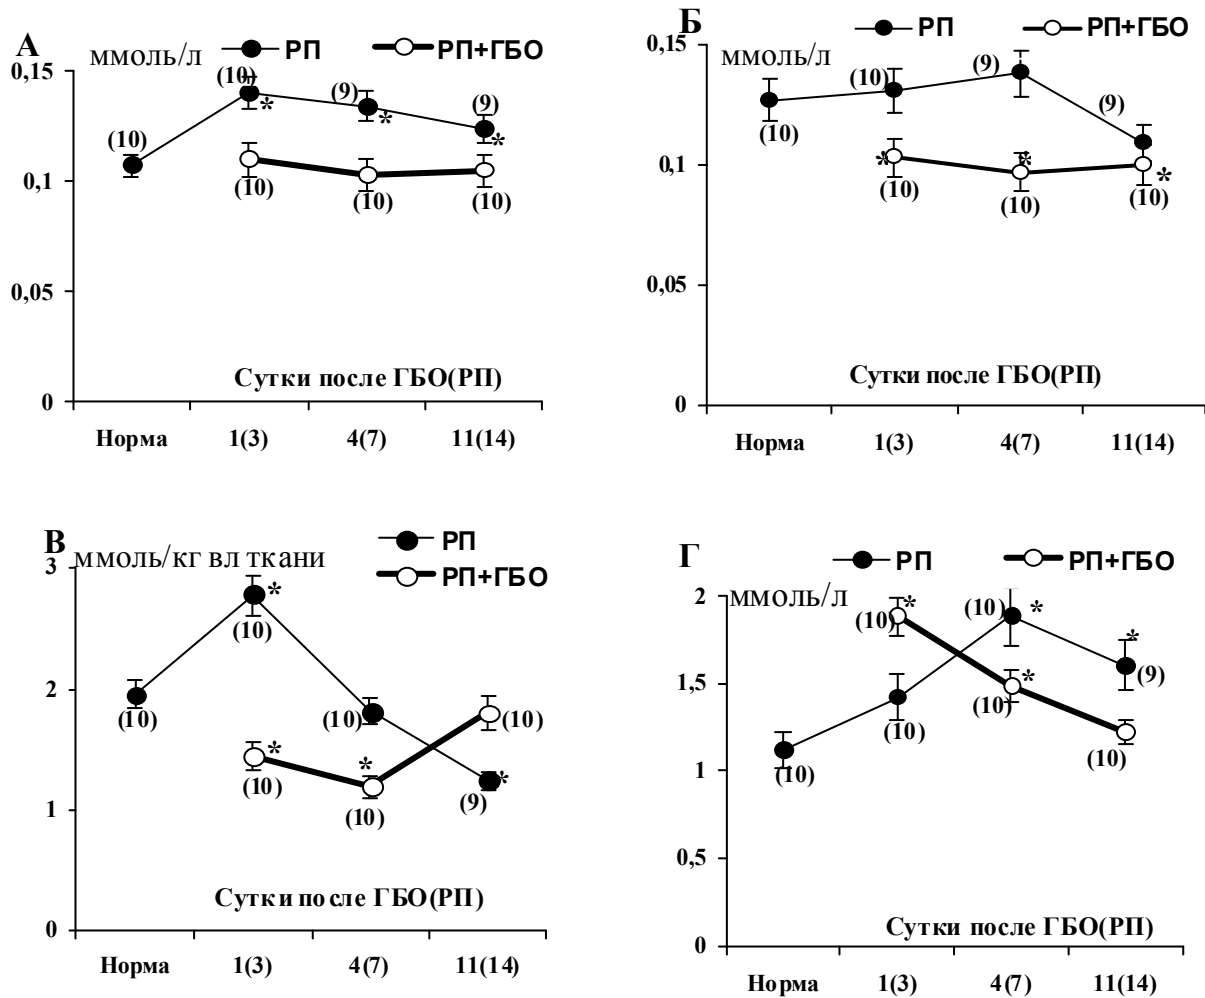 А
ммоль/л
РП
РП+ГБО
0,15
(10)
(9)
(9)
(10)
*
*
*
0,1
(10)
(10)
(10)
0,05
Сутки после ГБО(РП)
0
Норма
1(3)
4(7)
11(14)
Б
РП
РП+ГБО
0,15
ммоль/л
(10)
(9)
(9)
(10)
*
*
*
0,1
(10)
(10)
(10)
0,05
Сутки после ГБО(РП)
0
Норма
1(3)
4(7)
11(14)
В
ммоль/кг вл ткани
РП
РП+ГБО
3
*
(10)
2
(10)
(10)
(10)
*
*
*
1
(10)
(10)
(9)
Сутки после ГБО(РП)
0
Норма
1(3)
4(7)
11(14)
Г
РП
РП+ГБО
2
ммоль/л
*
(10)
(10)
*
*
1,5
*
(9)
(10)
(10)
1
(10)
(10)
0,5
Сутки после ГБО(РП)
0
Норма
1(3)
4(7)
11(14)